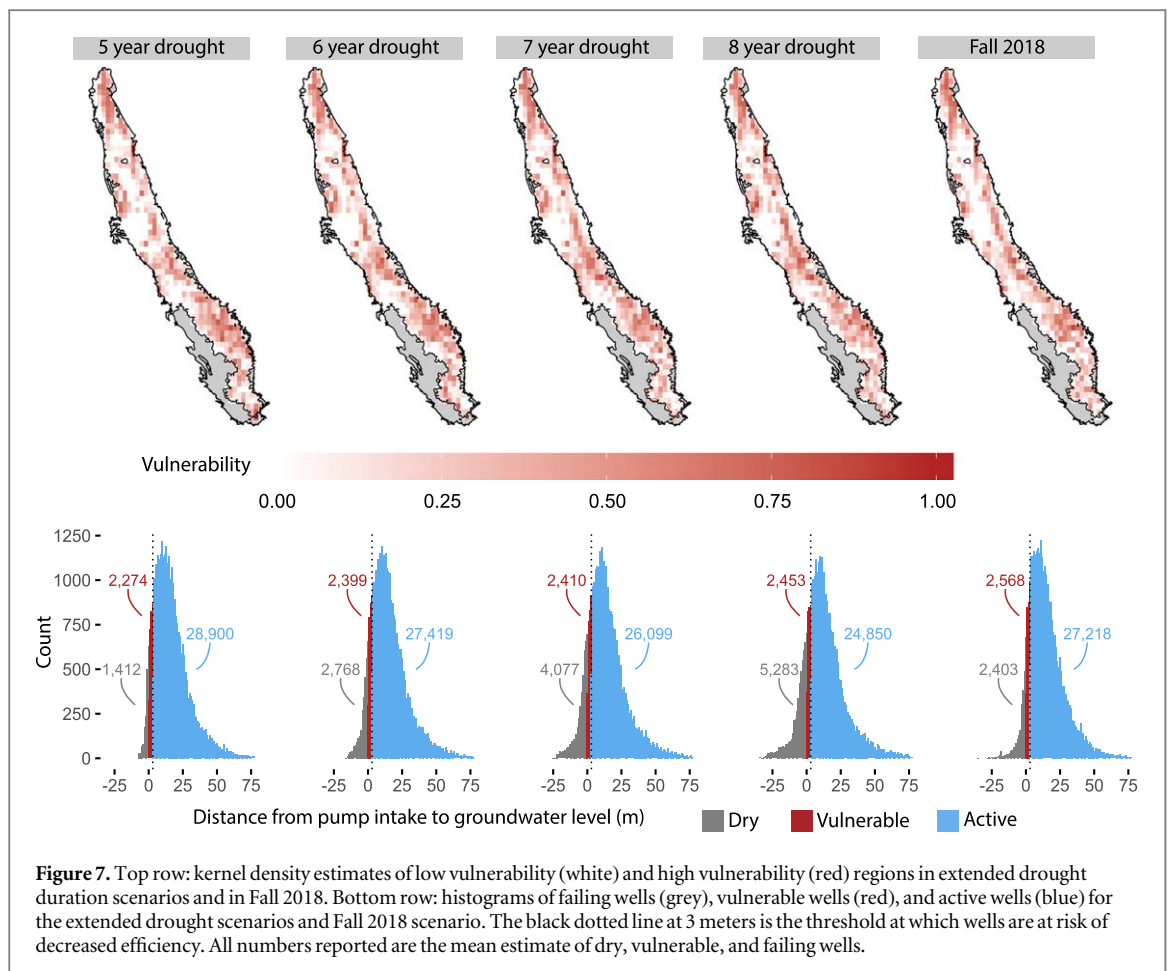 5 year drought
6 year drought
7 year drought
8 year drought
Fall 2018
Vulnerability
0.00 0.25 0.50 0.75 1.00
Count
1250
1000
750
500
250
0
2,274
28,900
1,412
-25 0 25 50 75
2,399
27,419
2,768
-25 0 25 50 75
2,410
26,099
4,077
-25 0 25 50 75
2,453
24,850
5,283
-25 0 25 50 75
2,568
27,218
2,403
-25 0 25 50 75
Distance from pump intake to groundwater level (m)
Dry
Vulnerable
Active
Figure 7. Top row: kernel density estimates of low vulnerability (white) and high vulnerability (red) regions in extended drought
duration scenarios and in Fall 2018. Bottom row: histograms of failing wells (grey), vulnerable wells (red), and active wells (blue) for
the extended drought scenarios and Fall 2018 scenario. The black dotted line at 3 meters is the threshold at which wells are at risk of
decreased efficiency. All numbers reported are the mean estimate of dry, vulnerable, and failing wells.